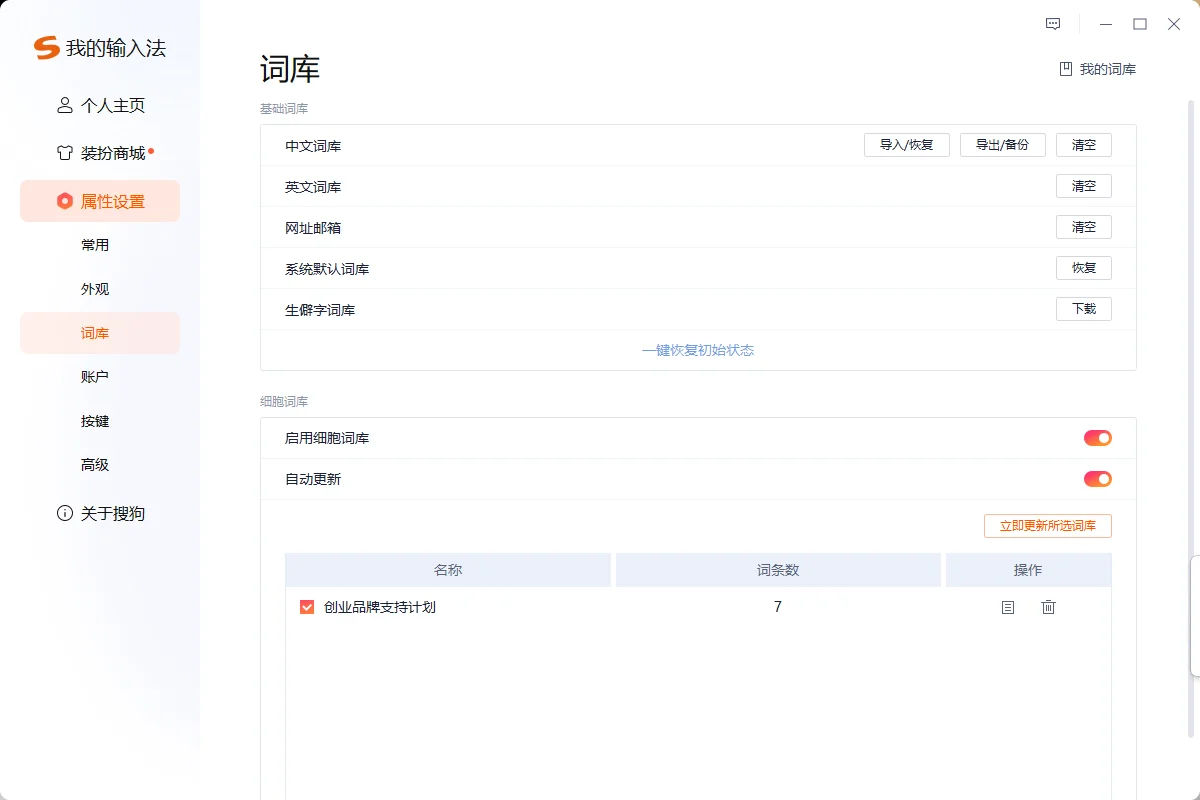 我的输入法
个人主页
装扮商城
属性设置
常用
外观
词库
账户
按键
高级
关于搜狗
词库
我的词库
基础词库
中文词库 导入/恢复 导出/备份 清空
英文词库 清空
网址邮箱 清空
系统默认词库 恢复
生僻字词库 下载
一键恢复初始状态
细胞词库
启用细胞词库
自动更新
立即更新所选词库
名称 词条数 操作
创业品牌支持计划 7